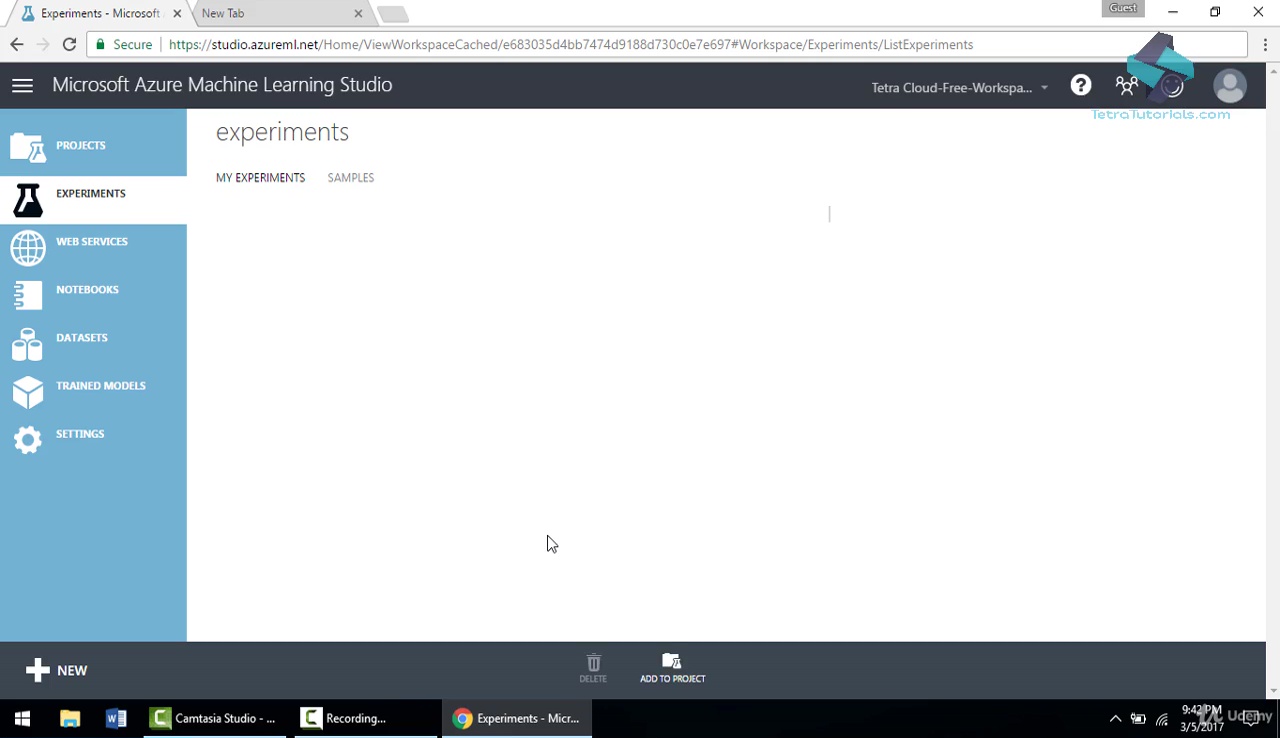 Experiments - Microsoft
New Tab
Guest
Secure
https://studio.azureml.net/Home/ViewWorkspaceCached/e683035d4bb7474d9188d730c0e7e697#Workspace/Experiments/ListExperiments
Microsoft Azure Machine Learning Studio
Tetra Cloud-Free-Workspa...
?
TetraTutorials.com
experiments
MY EXPERIMENTS
SAMPLES
PROJECTS
EXPERIMENTS
WEB SERVICES
NOTEBOOKS
DATASETS
TRAINED MODELS
SETTINGS
NEW
DELETE
ADD TO PROJECT
Camtasia Studio - ...
Recording...
Experiments - Micr...
9:42 PM
3/5/2017
Udemy